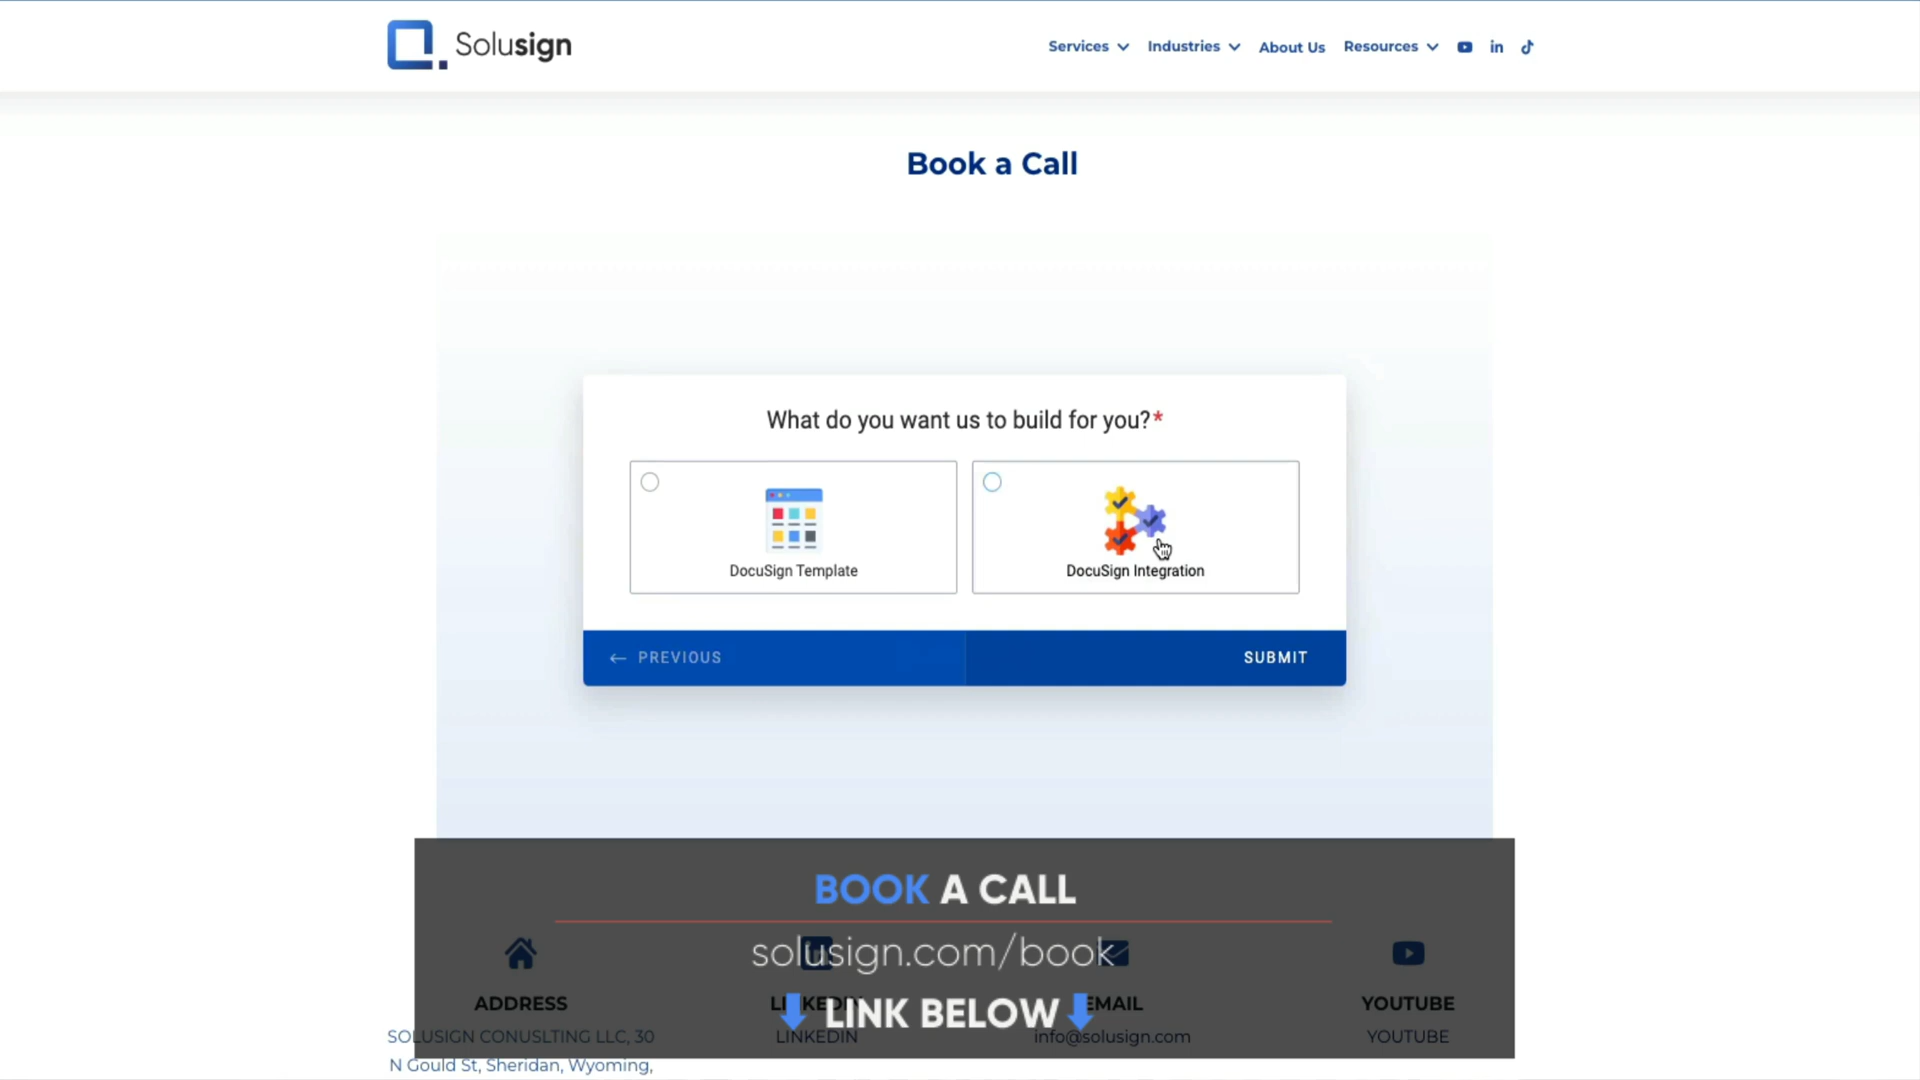 Solusign
Services Industries About Us Resources
Book a Call
What do you want us to build for you?*
DocuSign Template
DocuSign Integration
← PREVIOUS
SUBMIT
BOOK A CALL
solusign.com/book
LINK BELOW
ADDRESS
SOLUSIGN CONUSLTING LLC, 30
N Gould St, Sheridan, Wyoming,
LINKEDIN
LINKEDIN
EMAIL
info@solusign.com
YOUTUBE
YOUTUBE